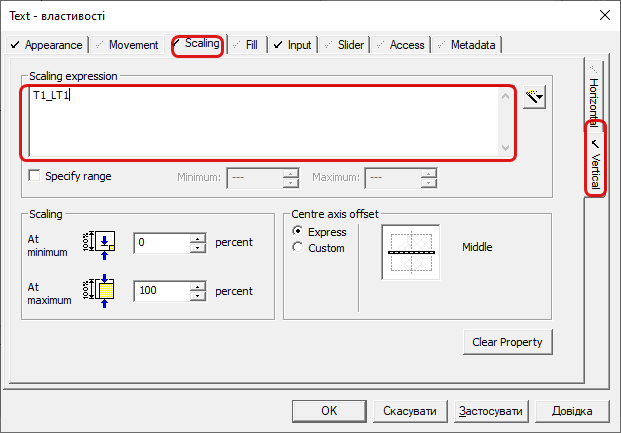 Text - властивості
Appearance Movement Scaling Fill Input Slider Access Metadata
Scaling expression
T1_LT1
Specify range Minimum: --- Maximum: ---
Horizontal
Vertical
Scaling
At minimum 100% 0 percent
At maximum 100% 100 percent
Centre axis offset
Express
Custom
Middle
Clear Property
OK Скасувати Застосувати Довідка